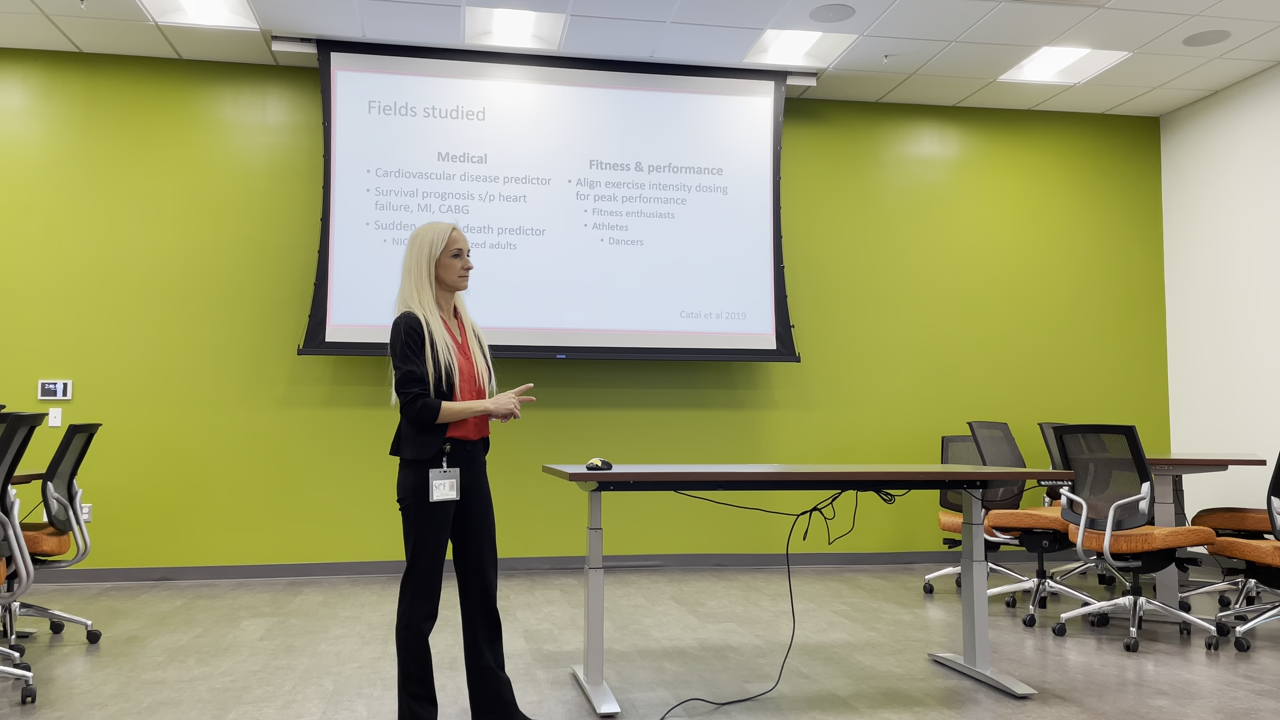 Fields studied
Medical
• Cardiovascular disease predictor
• Survival prognosis s/p heart
failure, MI, CABG
• Sudden death predictor
• NIC zed adults
Fitness & performance
• Align exercise intensity dosing
for peak performance
• Fitness enthusiasts
• Athletes
• Dancers
Catai et al 2019